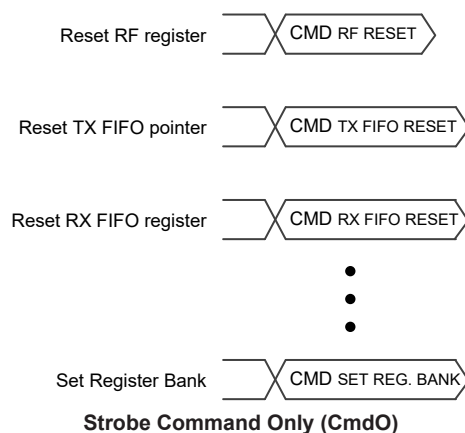 Reset RF register CMD RF RESET
Reset TX FIFO pointer CMD TX FIFO RESET
Reset RX FIFO register CMD RX FIFO RESET
Set Register Bank CMD SET REG. BANK
Strobe Command Only (CmdO)